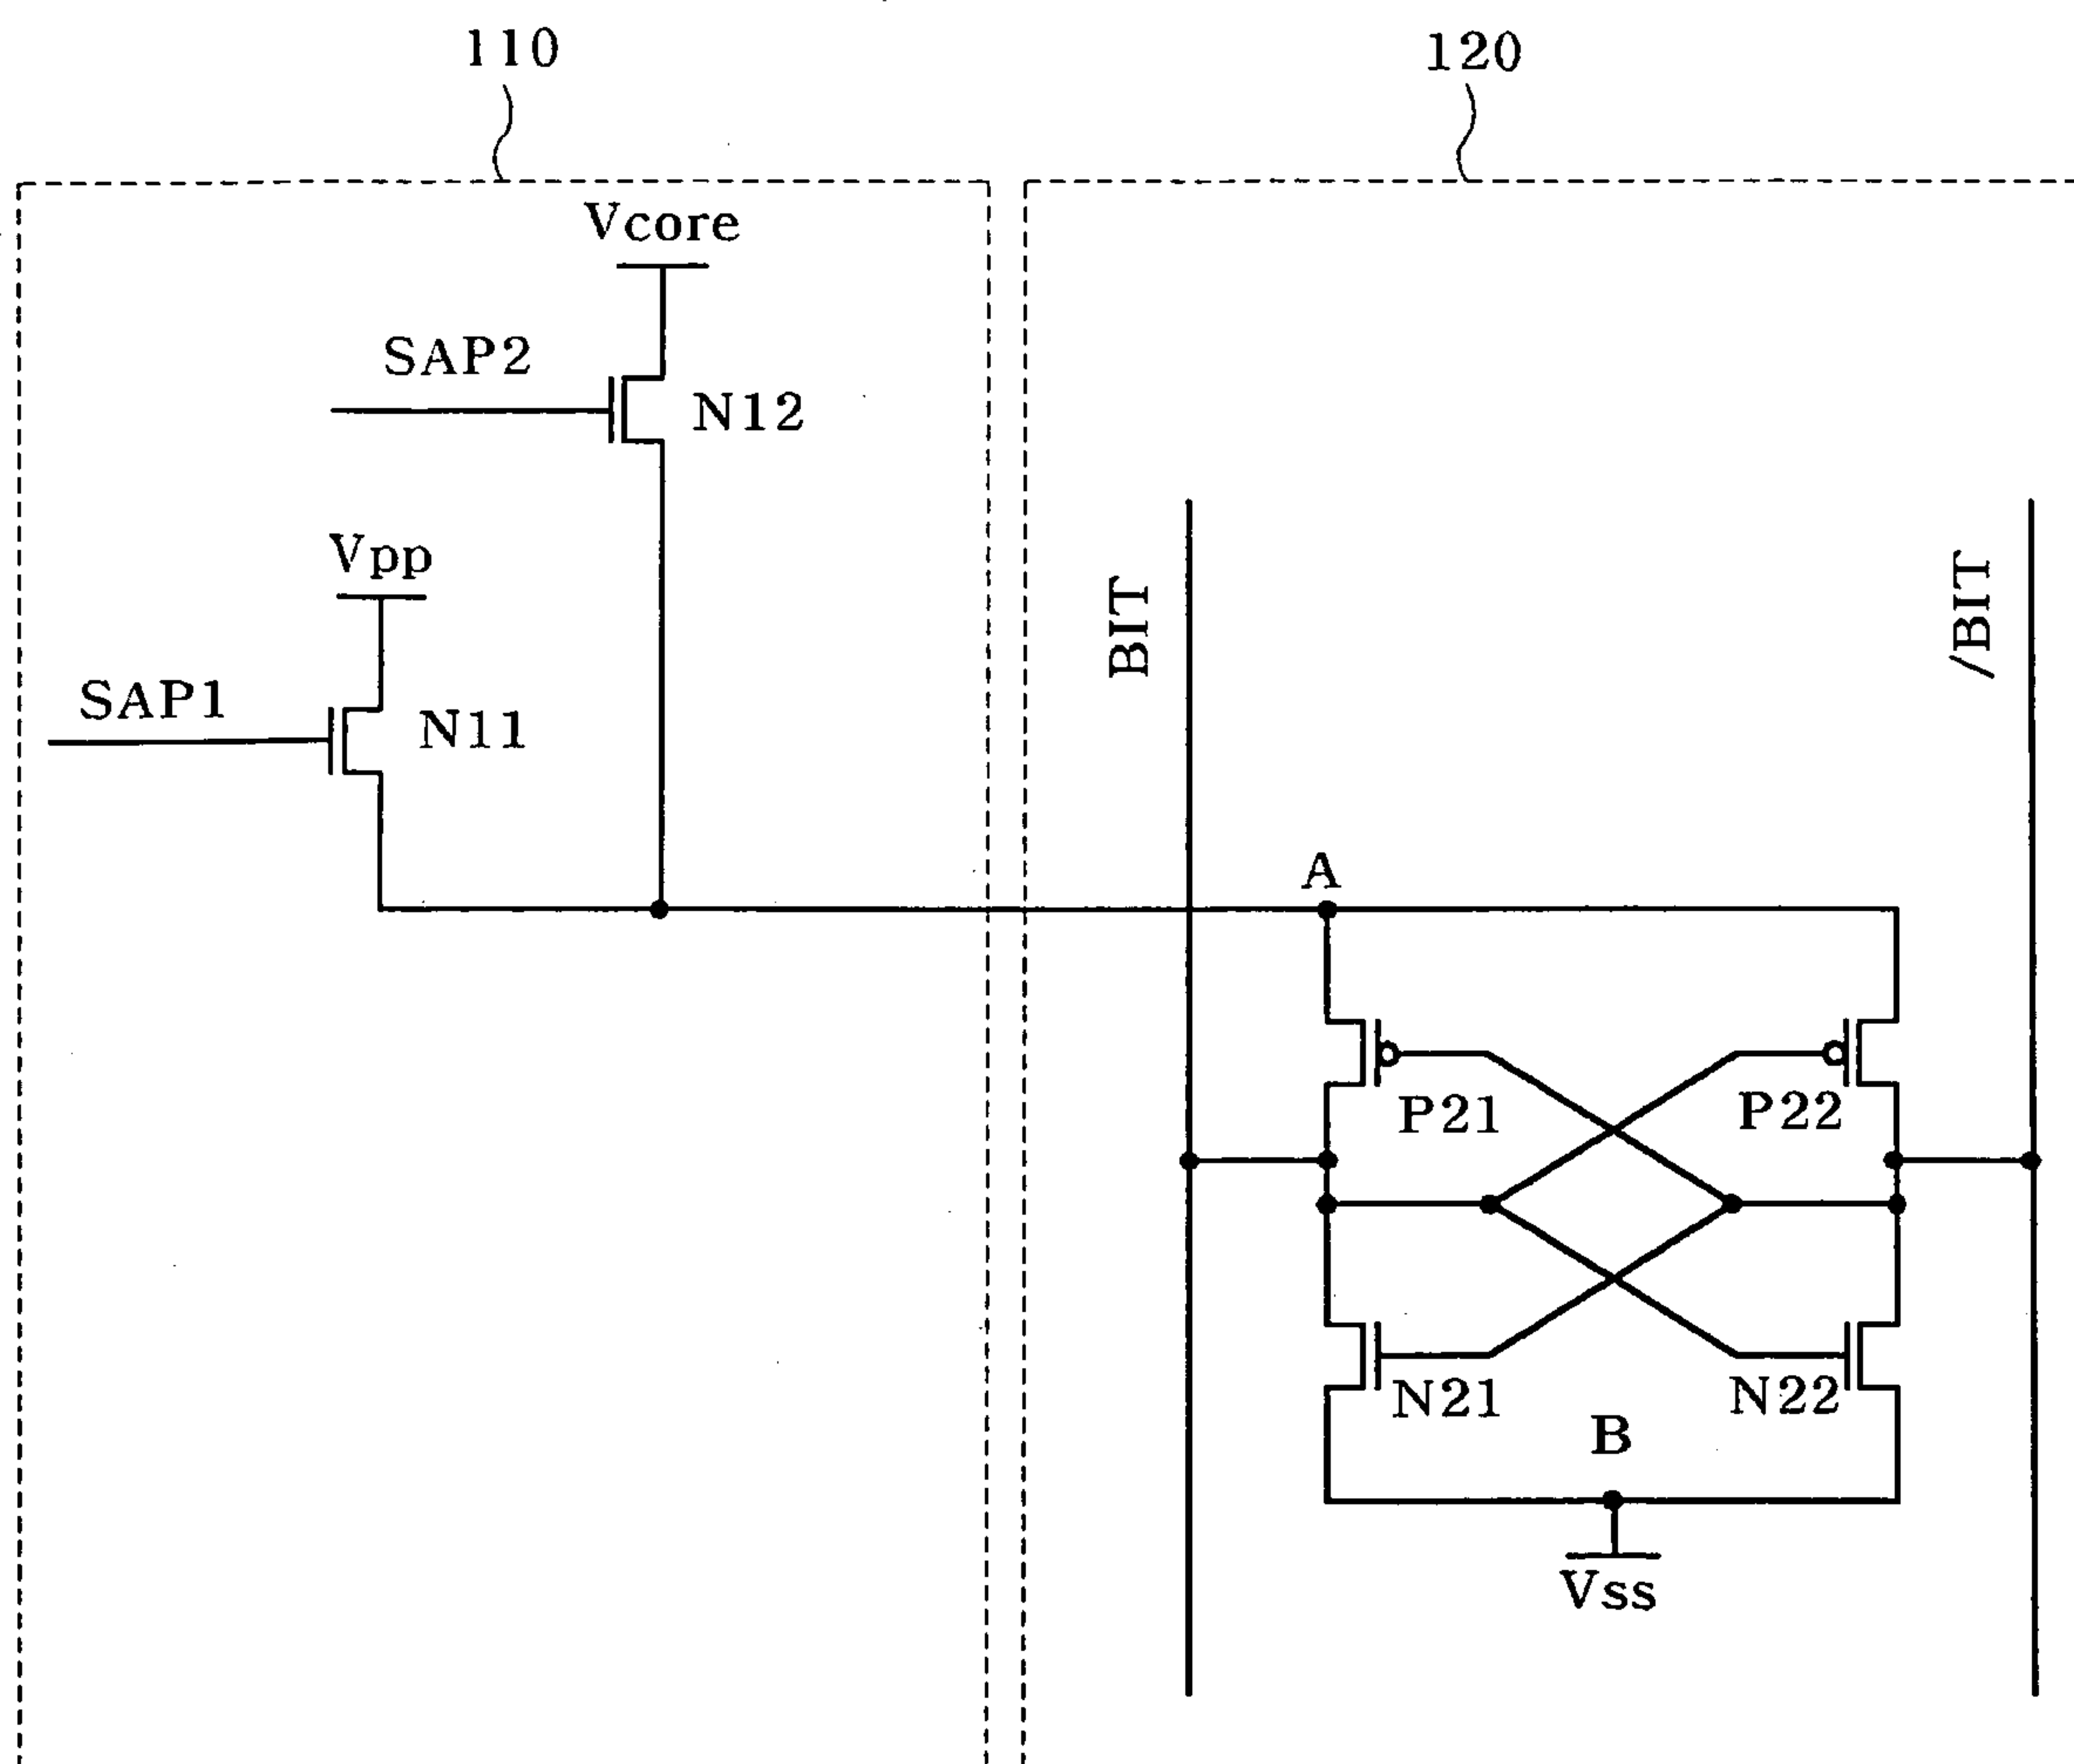 110
120
Vcore
SAP2
N12
Vpp
SAP1
N11
BIT
/BIT
A
P21
P22
N21
N22
B
Vss